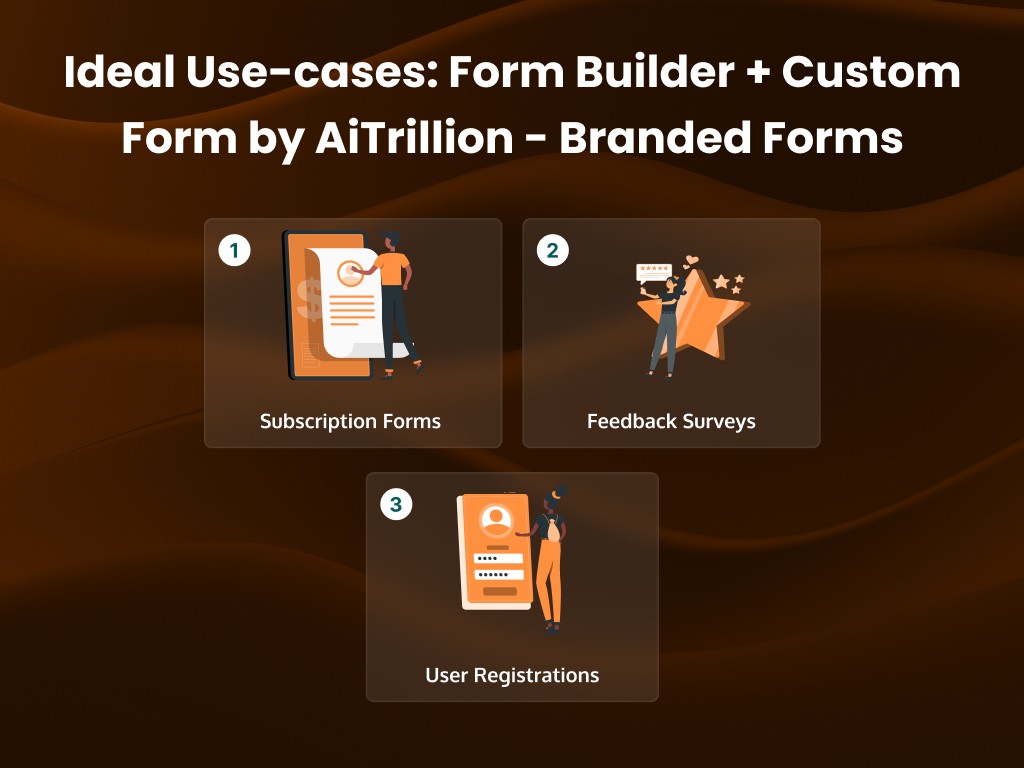 Ideal Use-cases: Form Builder + Custom
Form by AiTrillion - Branded Forms
1
2
Subscription Forms
Feedback Surveys
3
User Registrations